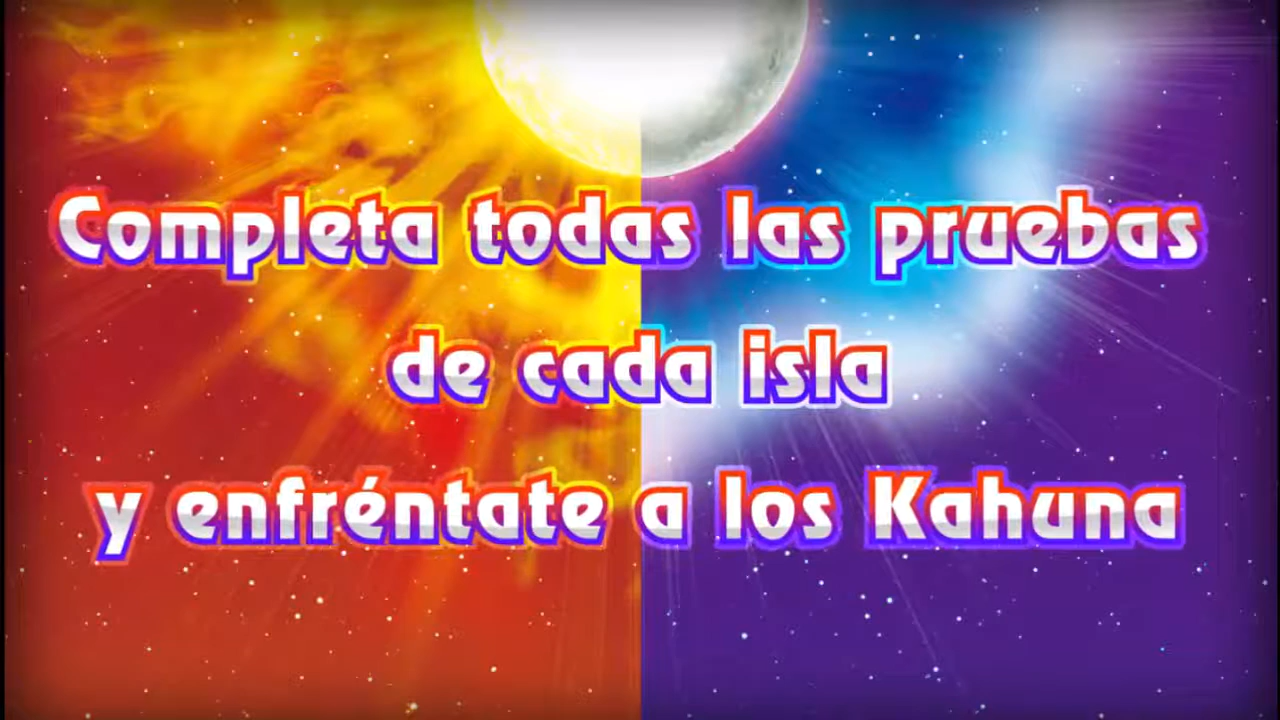 Completa todas las pruebas
de cada isla
y enfréntate a los Kahuna